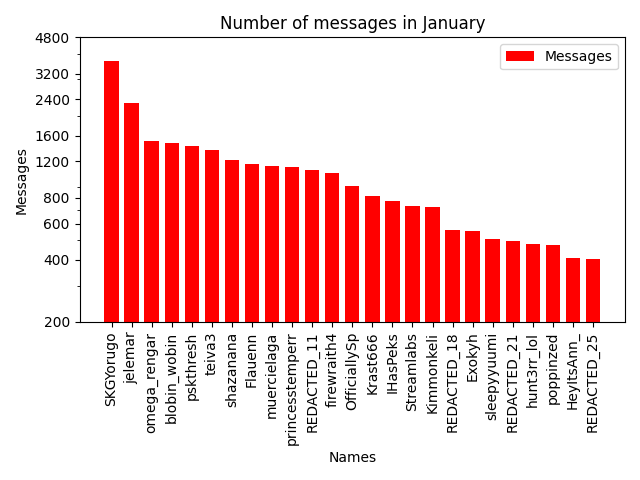 Number of messages in January
Messages
4800
3200
2400
1600
1200
800
600
400
200
Messages
SKGYorugo
jelemar
omega_rengar
blobin_wobin
pskthresh
teiva3
shazanana
Flauenn
muercielaga
princesstemperr
REDACTED_11
firewraith4
OfficiallySp
Krast666
IHasPeks
Streamlabs
Kimmonkeli
REDACTED_18
Exokyh
sleepyyuumi
REDACTED_21
hunt3rr_lol
poppinzed
HeyItsAnn_
REDACTED_25
Names